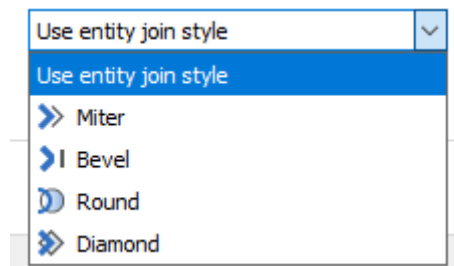 Use entity join style
Use entity join style
Miter
Bevel
Round
Diamond